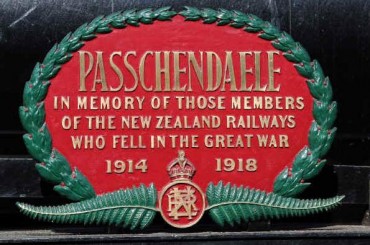 PASSCHENDAELE
IN MEMORY OF THOSE MEMBERS
OF THE NEW ZEALAND RAILWAYS
WHO FELL IN THE GREAT WAR
1914 1918